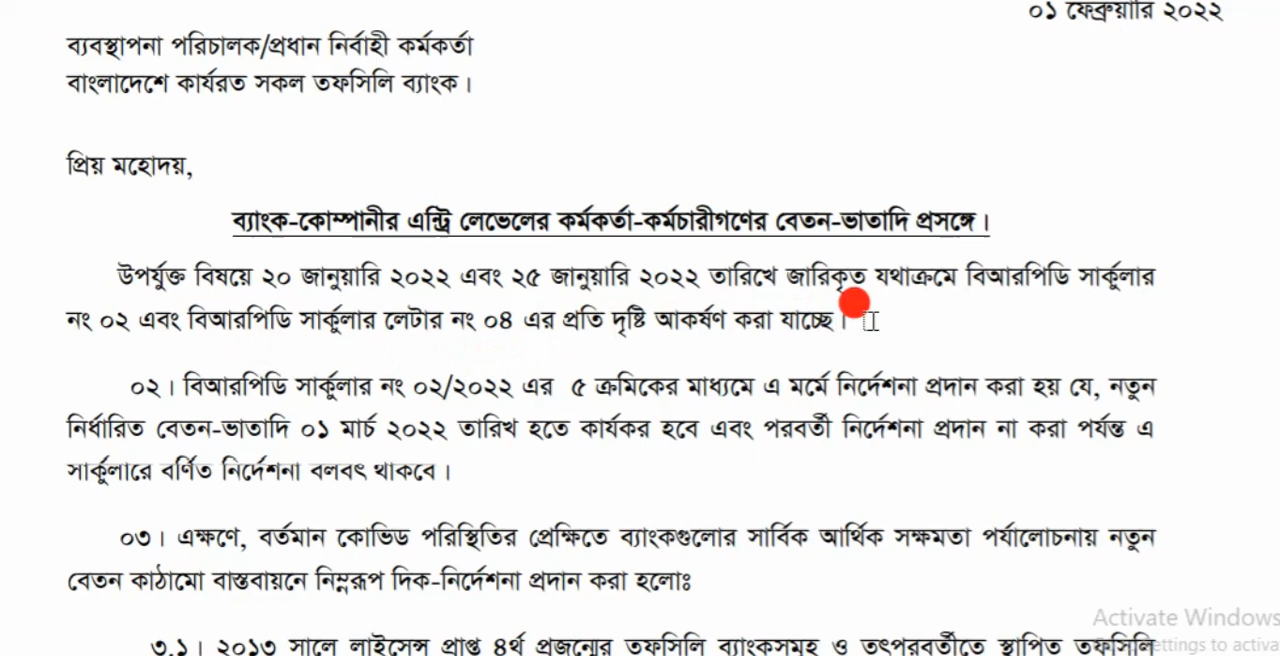 ০১ ফেব্রুয়ারি ২০২২
ব্যবস্থাপনা পরিচালক/প্রধান নির্বাহী কর্মকর্তা
বাংলাদেশে কার্যরত সকল তফসিলি ব্যাংক।
প্রিয় মহোদয়,
ব্যাংক-কোম্পানীর এন্ট্রি লেভেলের কর্মকর্তা-কর্মচারীগণের বেতন-ভাতাদি প্রসঙ্গে।
উপর্যুক্ত বিষয়ে ২০ জানুয়ারি ২০২২ এবং ২৫ জানুয়ারি ২০২২ তারিখে জারিকৃত যথাক্রমে বিআরপিডি সার্কুলার
নং ০২ এবং বিআরপিডি সার্কুলার লেটার নং ০৪ এর প্রতি দৃষ্টি আকর্ষণ করা যাচ্ছে।
০২। বিআরপিডি সার্কুলার নং ০২/২০২২ এর ৫ ক্রমিকের মাধ্যমে এ মর্মে নির্দেশনা প্রদান করা হয় যে, নতুন
নির্ধারিত বেতন-ভাতাদি ০১ মার্চ ২০২২ তারিখ হতে কার্যকর হবে এবং পরবর্তী নির্দেশনা প্রদান না করা পর্যন্ত এ
সার্কুলারে বর্ণিত নির্দেশনা বলবৎ থাকবে।
০৩। এক্ষণে, বর্তমান কোভিড পরিস্থিতির প্রেক্ষিতে ব্যাংকগুলোর সার্বিক আর্থিক সক্ষমতা পর্যালোচনায় নতুন
বেতন কাঠামো বাস্তবায়নে নিম্নরূপ দিক-নির্দেশনা প্রদান করা হলোঃ
Activate Windows
৩.১। ২০১৩ সালে লাইসেন্স প্রাপ্ত ৪র্থ প্রজন্মের তফসিলি ব্যাংকসমূহ ও তৎপরবর্তীতে স্থাপিত তফসিলি